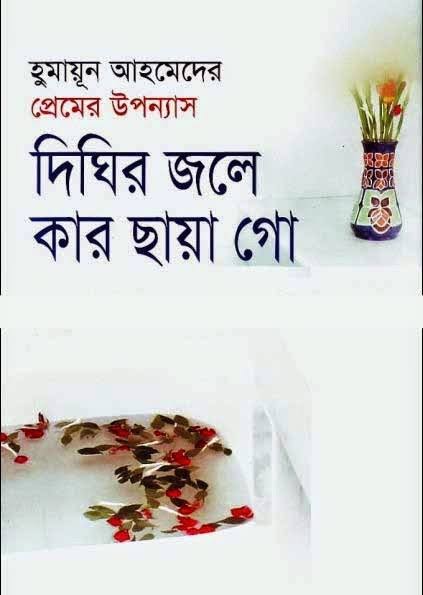 হুমায়ূন আহমেদের
প্রেমের উপন্যাস
দিঘির জলে
কার ছায়া গো